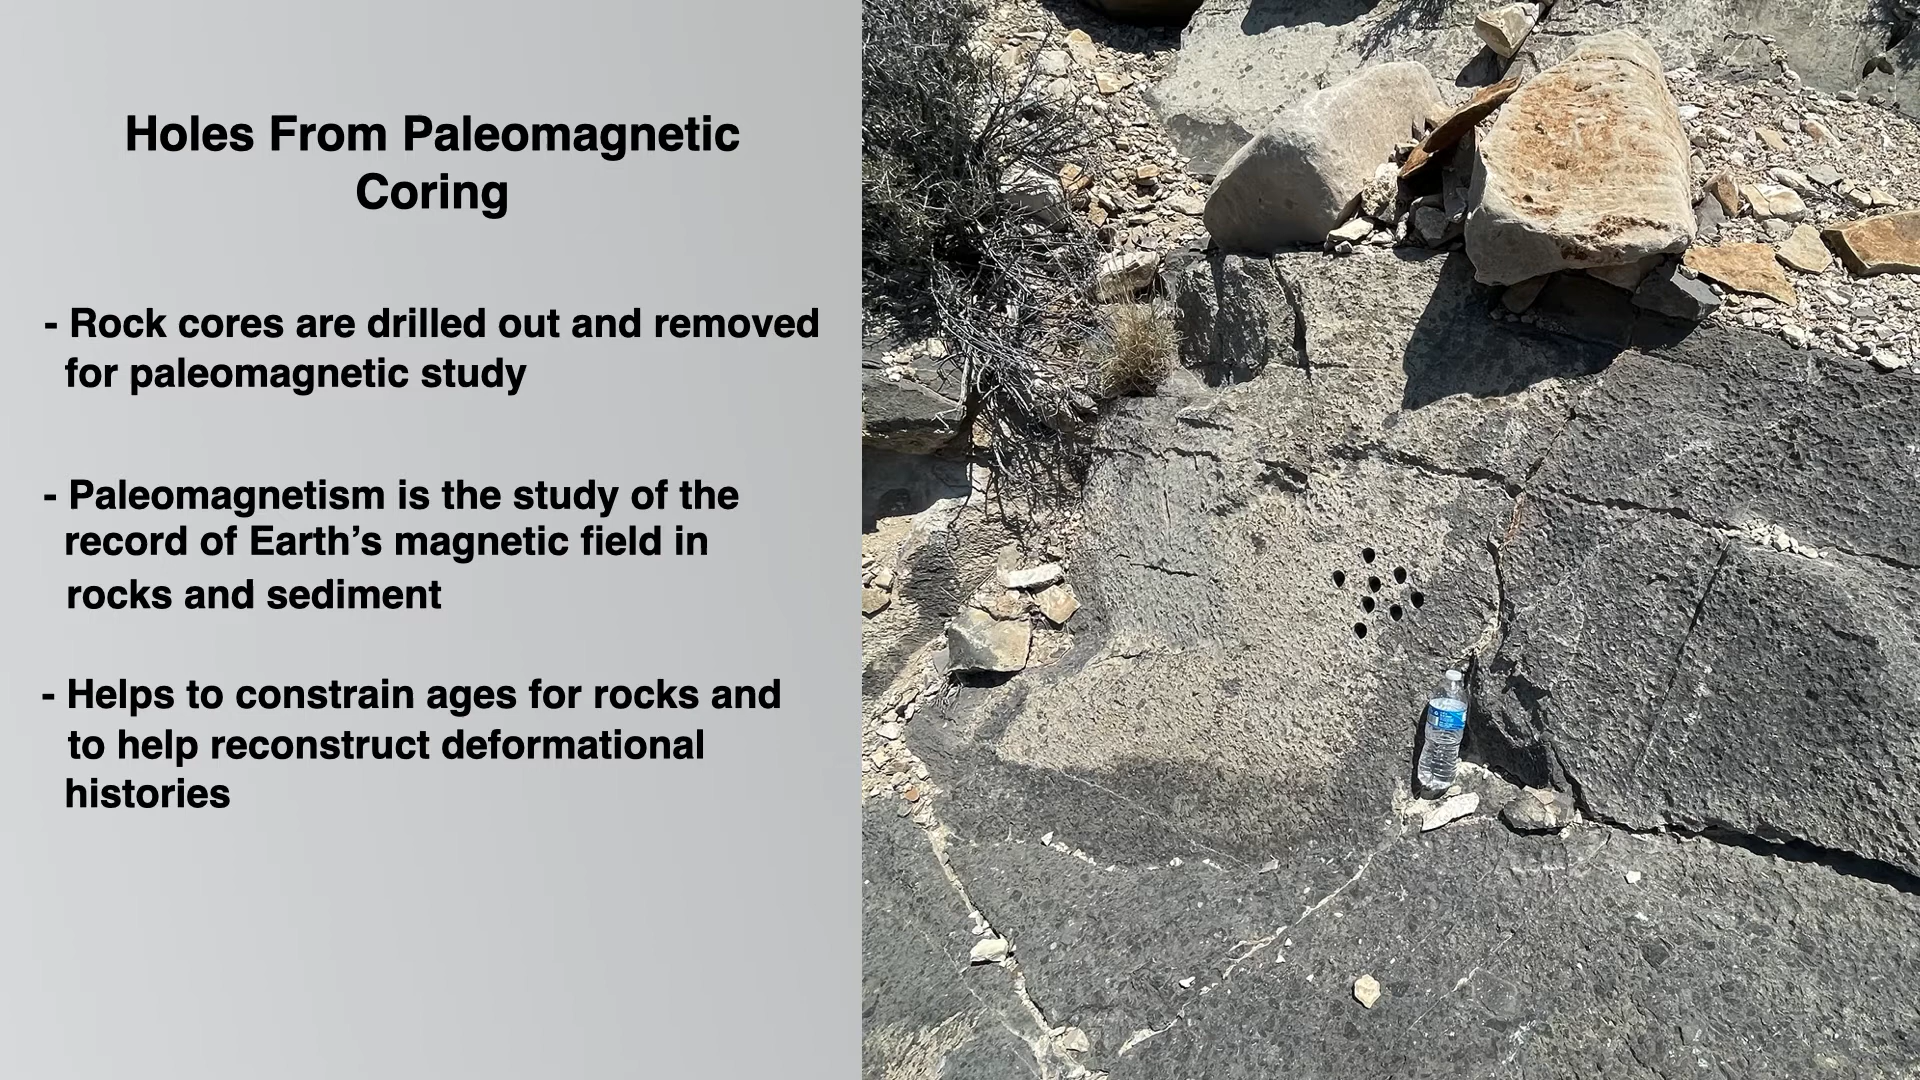 Holes From Paleomagnetic
Coring
- Rock cores are drilled out and removed
for paleomagnetic study
- Paleomagnetism is the study of the
record of Earth’s magnetic field in
rocks and sediment
- Helps to constrain ages for rocks and
to help reconstruct deformational
histories